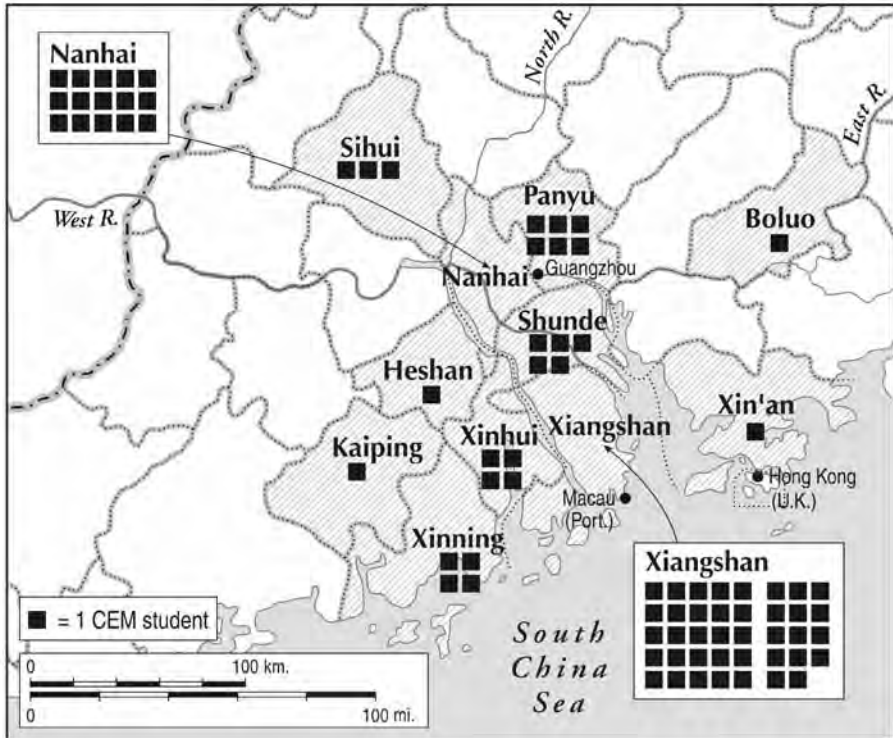 Nanhai
North R.
East R.
Sihui
Panyu
Boluo
West R.
Guangzhou
Nanhai
Shunde
Heshan
Xiangshan
Xin'an
Xinhui
Kaiping
Hong Kong
(U.K.)
Macau
(Port.)
Xinning
Xiangshan
= 1 CEM student
South
China
Sea
0 100 km.
0 100 mi.